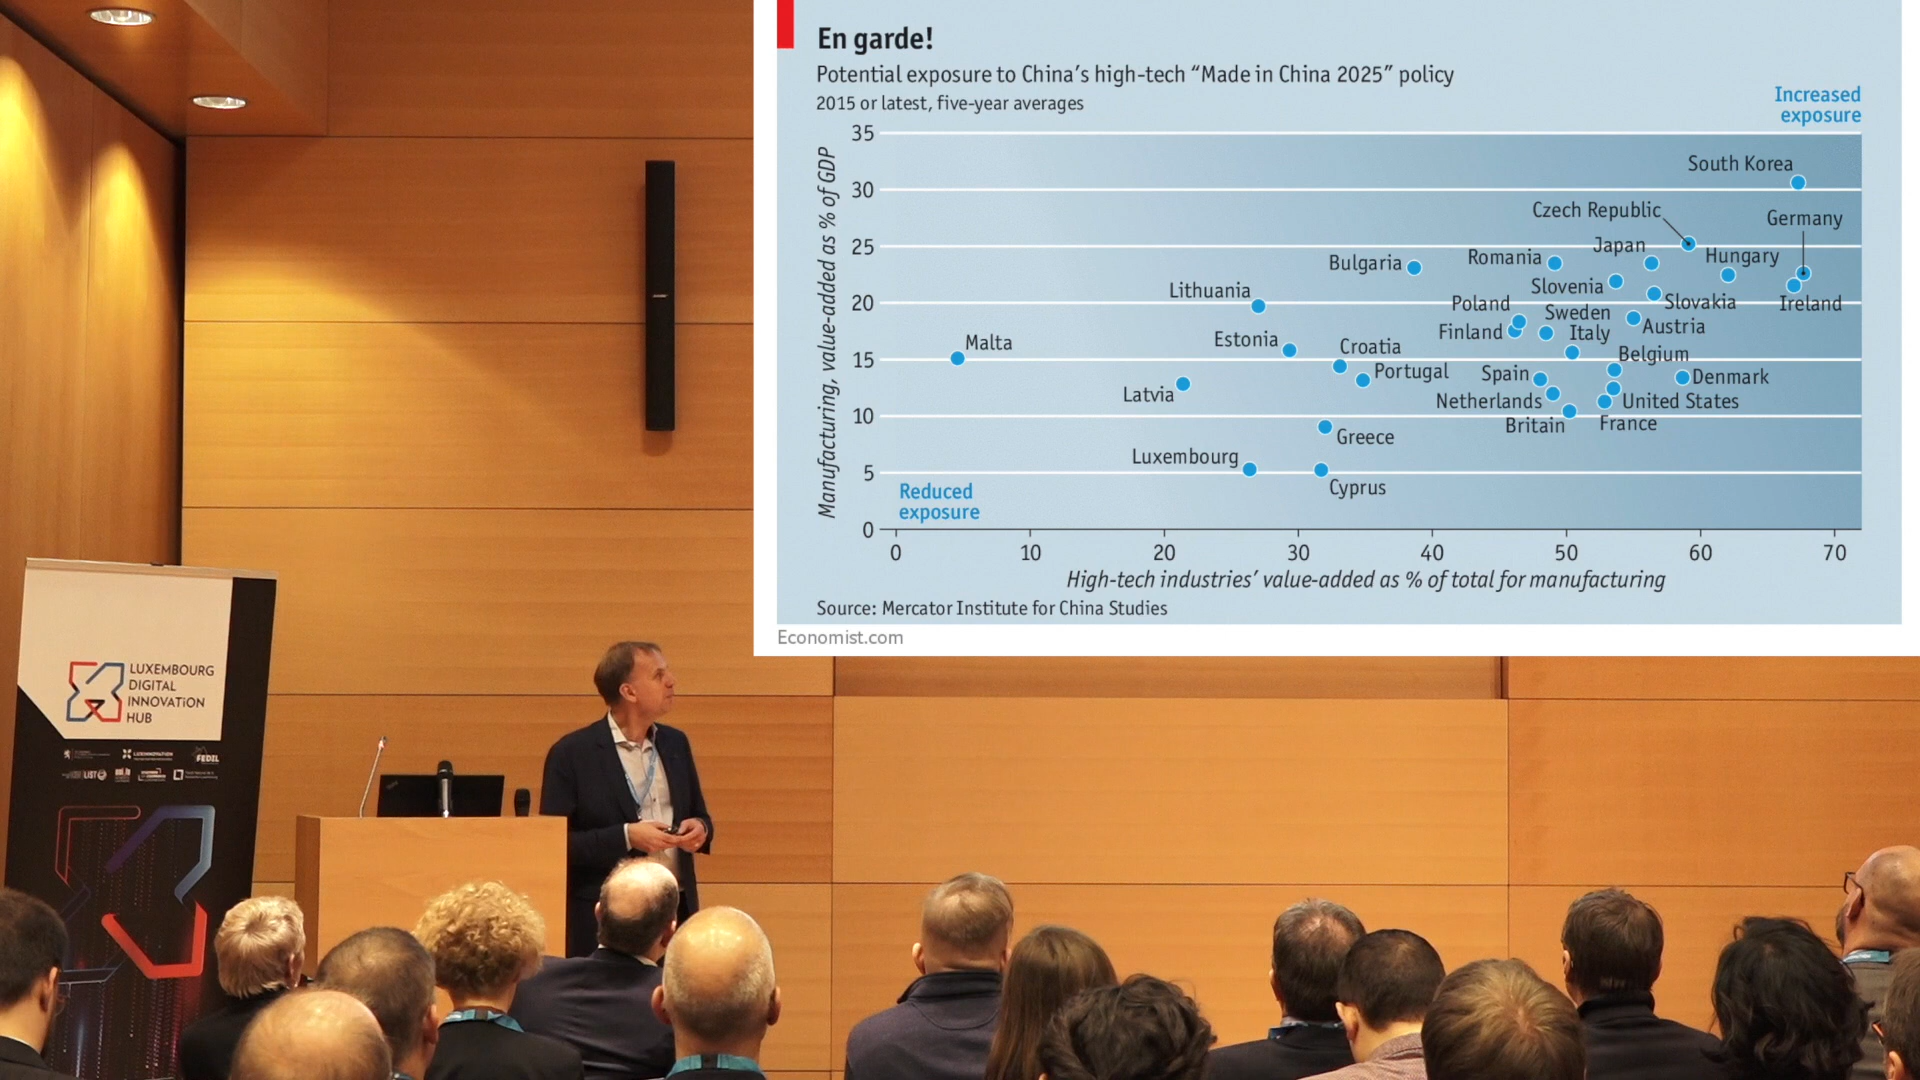 En garde!
Potential exposure to China's high-tech “Made in China 2025” policy
2015 or latest, five-year averages
Increased
exposure
Manufacturing, value-added as % of GDP
35
30
25
20
15
10
5
0
South Korea
Czech Republic
Germany
Japan
Hungary
Romania
Bulgaria
Slovenia
Lithuania
Slovakia
Ireland
Poland
Sweden
Austria
Finland
Italy
Estonia
Malta
Croatia
Belgium
Portugal
Spain
Denmark
Latvia
Netherlands
United States
Britain
France
Greece
Luxembourg
Cyprus
Reduced
exposure
0 10 20 30 40 50 60 70
High-tech industries' value-added as % of total for manufacturing
Source: Mercator Institute for China Studies
Economist.com
LUXEMBOURG
DIGITAL
INNOVATiON
HUB
LUXINNOVATION
FEDIL
LIST